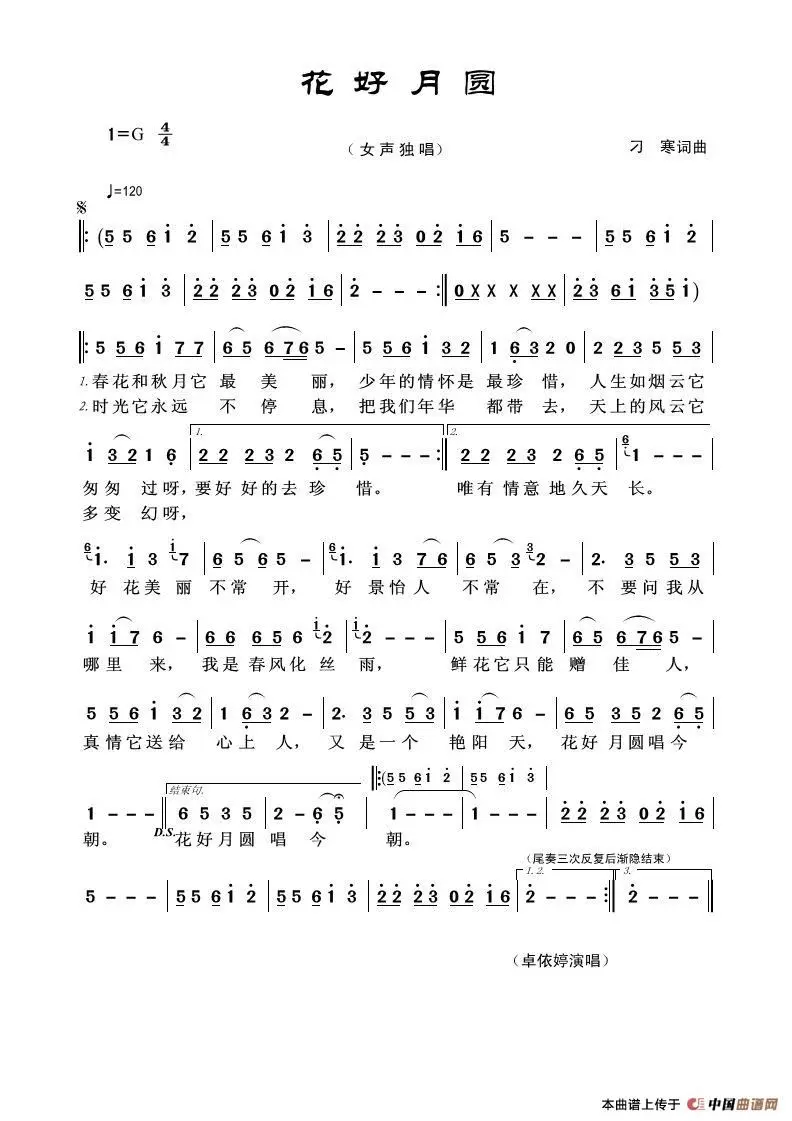 花好月圆
1=G 4/4
（女声独唱）
刁 寒词曲
♩=120
(5 5 6 1 2 | 5 5 6 1 3 | 2 2 2 3 0 2 1 6 | 5 - - - | 5 5 6 1 2 |
5 5 6 1 3 | 2 2 2 3 0 2 1 6 | 2 - - - :| 0 X X X X X X | 2 3 6 1 3 5 1)
5 5 6 1 7 7 | 6 5 6 7 6 5 - | 5 5 6 1 3 2 | 1 6 3 2 0 | 2 2 3 5 5 3
1.春花和秋月它 最 美 丽， 少年的情怀是 最珍 惜， 人生如烟云它
2.时光它永远 不 停 息， 把我们年华 都带 去， 天上的风云它
1. 2.
1 3 2 1 6 | 2 2 2 3 2 6 5 | 5 - - - :| 2 2 2 3 2 6 5 | 6 1 - - -
匆匆 过呀，要好 好的去 珍 惜。 唯有 情意 地久天 长。
多变 幻呀，
6 1. 1 3 1 7 | 6 5 6 5 - | 6 1. 1 3 7 6 | 6 5 3 3 2 - | 2. 3 5 5 3
好 花美 丽 不常 开， 好 景怡人 不常 在， 不 要问我从
1 1 7 6 - | 6 6 6 5 6 1 2 | 1 2 - - - | 5 5 6 1 7 | 6 5 6 7 6 5 -
哪里 来， 我是 春风化 丝 雨， 鲜花它只能 赠 佳 人，
5 5 6 1 3 2 | 1 6 3 2 - | 2. 3 5 5 3 | 1 1 7 6 - | 6 5 3 5 2 6 5
真情它送给 心上 人， 又 是一个 艳阳 天， 花好 月圆唱今
(5 5 6 1 2 | 5 5 6 1 3
结束句.
1 - - - | 6 5 3 5 | 2 - 6 5 | 1 - - - | 1 - - - | 2 2 2 3 0 2 1 6
朝。 D.S. 花好月圆 唱 今 朝。
（尾奏三次反复后渐隐结束）
1. 2. 3.
5 - - - | 5 5 6 1 2 | 5 5 6 1 3 | 2 2 2 3 0 2 1 6 | 2 - - - :| 2 - - - |
（卓依婷演唱）
本曲谱上传于 中国曲谱网